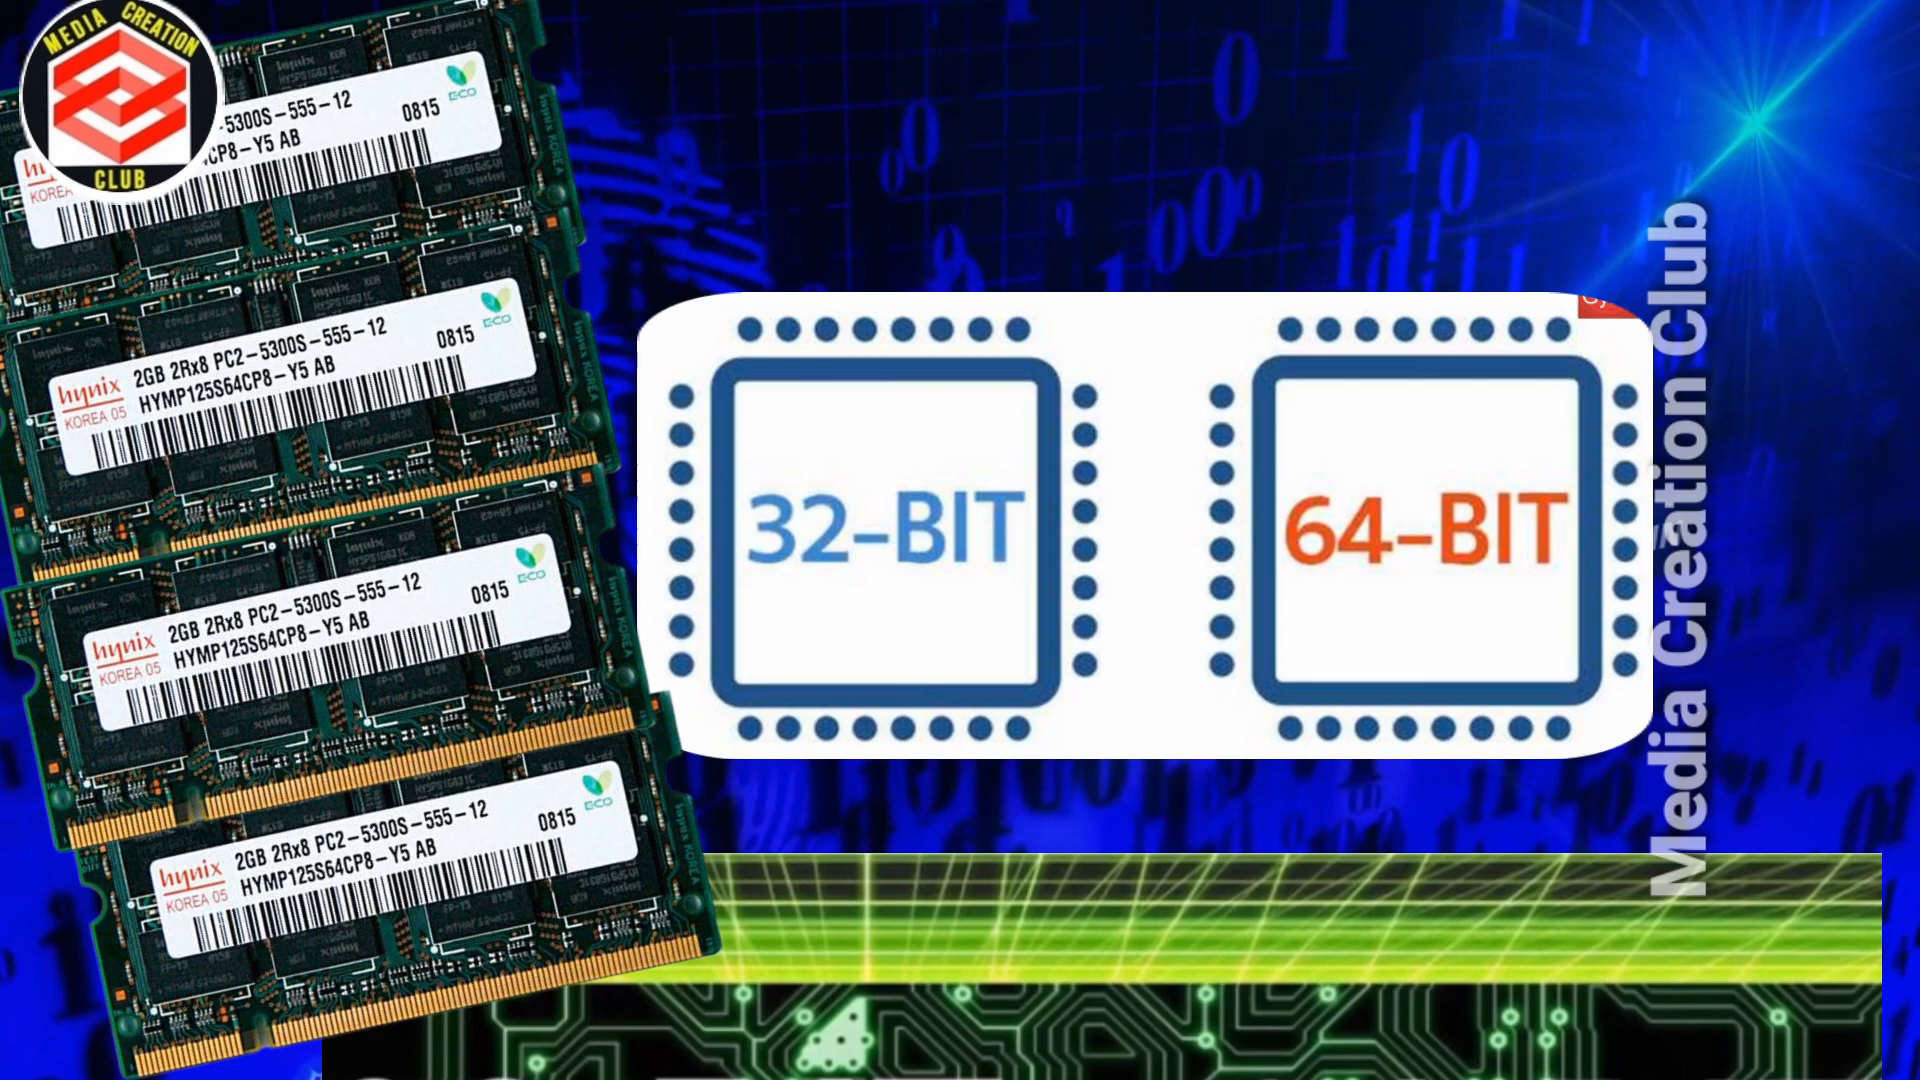 MEDIA CREATION
CLUB
-5300S-555-12
0815
ECO
CP8-Y5 AB
KOREA
hynix
KOREA 05
2GB 2Rx8 PC2-5300S-555-12
HYMP125S64CP8-Y5 AB
0815
ECO
hynix
KOREA 05
2GB 2Rx8 PC2-5300S-555-12
HYMP125S64CP8-Y5 AB
0815
ECO
hynix
KOREA 05
2GB 2Rx8 PC2-5300S-555-12
HYMP125S64CP8-Y5 AB
0815
ECO
32-BIT
64-BIT
Media Creation Club